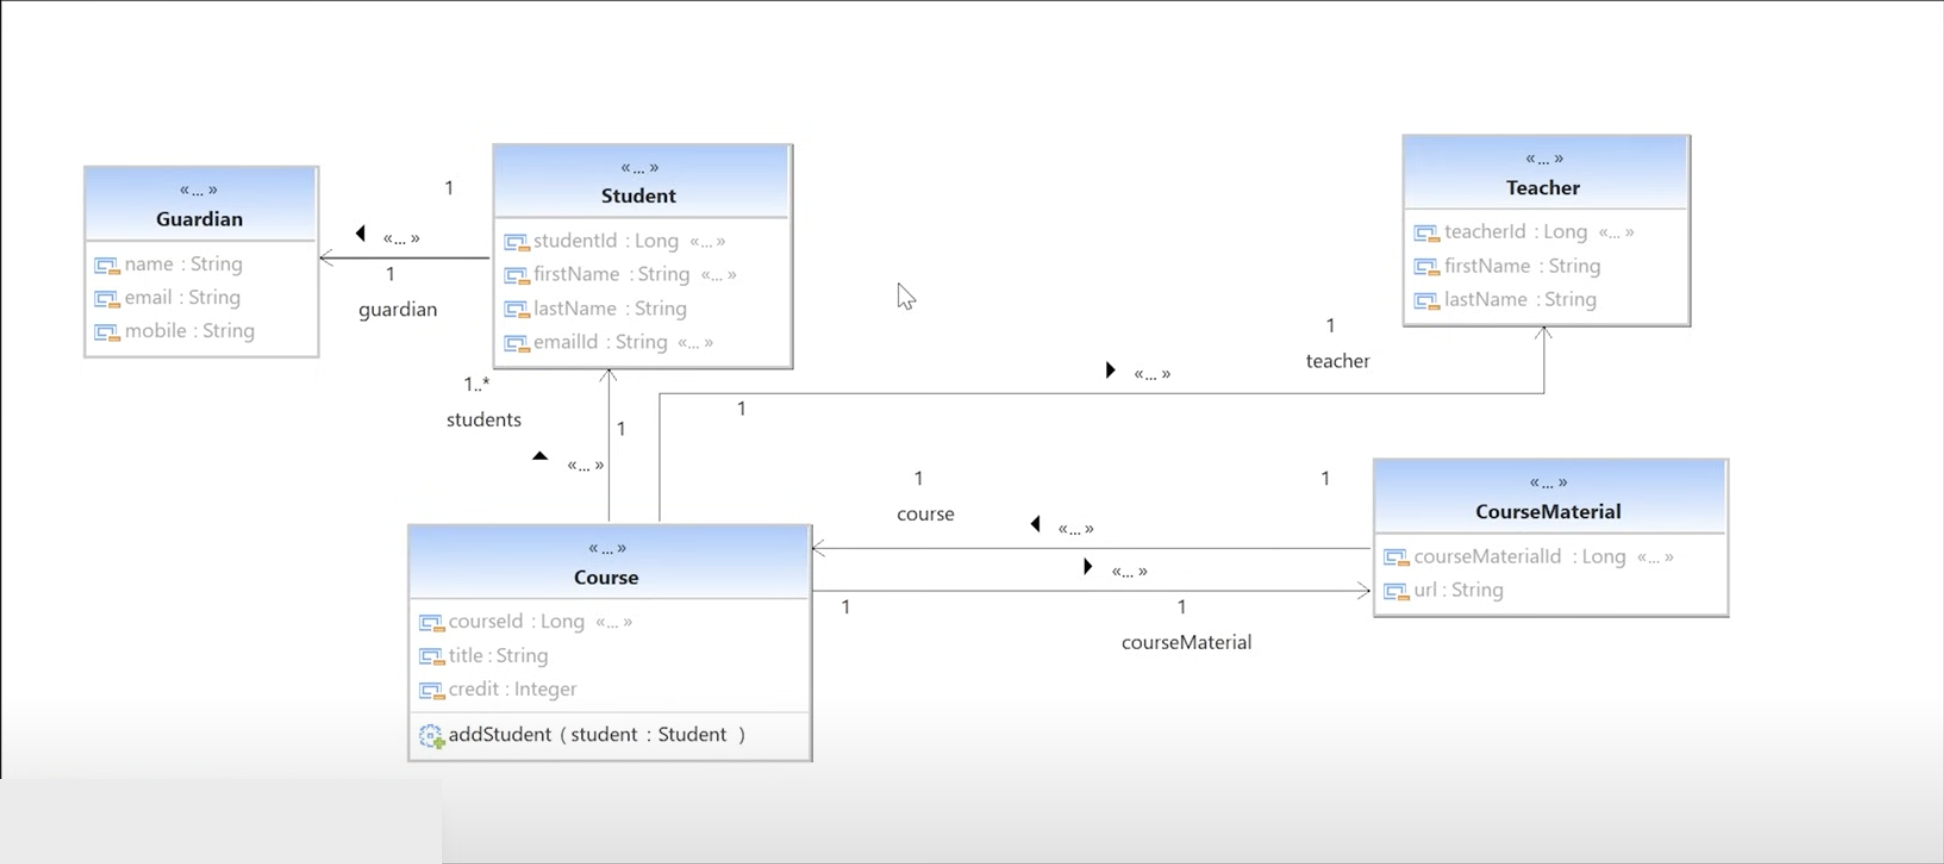 «... »
Guardian
name : String
email : String
mobile : String
1
«... »
1
guardian
«... »
Student
studentId : Long «... »
firstName : String «... »
lastName : String
emailId : String «... »
«... »
Teacher
teacherId : Long «... »
firstName : String
lastName : String
1
teacher
«... »
1
1..*
students
1
«... »
1
course
«... »
1
«... »
1
1
courseMaterial
«... »
CourseMaterial
courseMaterialId : Long «... »
url : String
«... »
Course
courseId : Long «... »
title : String
credit : Integer
addStudent ( student : Student )